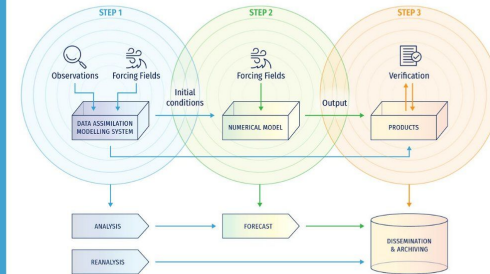 STEP 1
STEP 2
STEP 3
Observations
Forcing Fields
Forcing Fields
Verification
Initial
conditions
Output
DATA ASSIMILATION
MODELLING SYSTEM
NUMERICAL MODEL
PRODUCTS
ANALYSIS
FORECAST
DISSEMINATION
& ARCHIVING
REANALYSIS